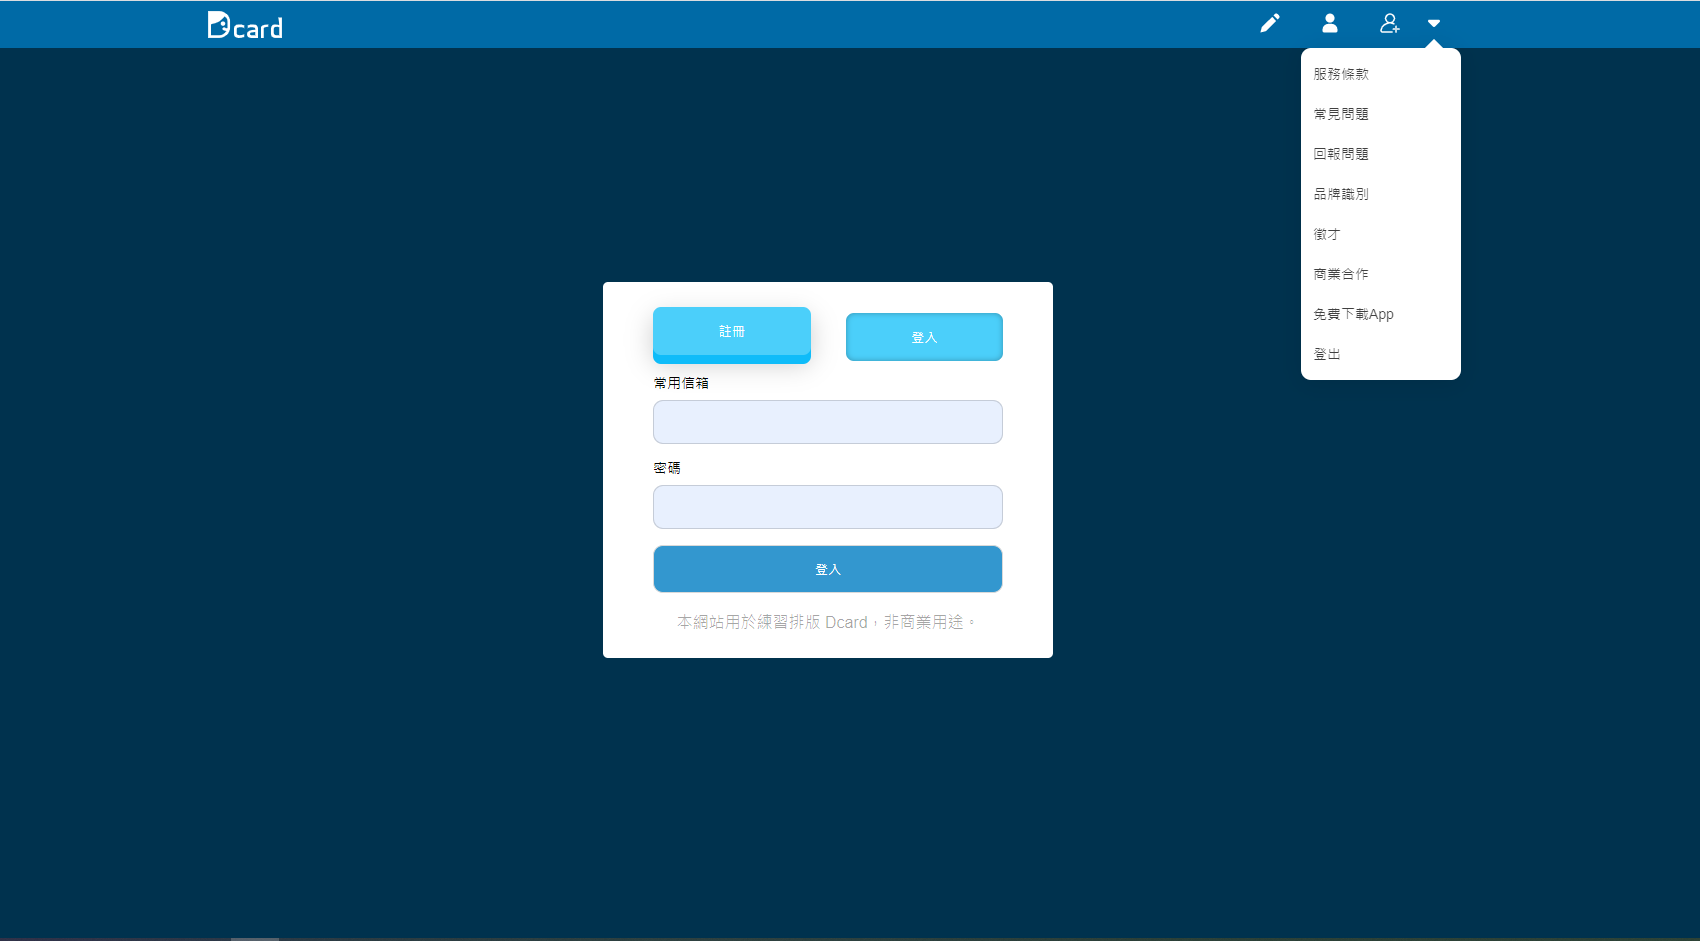 Dcard
服務條款
常見問題
回報問題
品牌識別
徵才
商業合作
免費下載App
登出
註冊
登入
常用信箱
密碼
登入
本網站用於練習排版 Dcard，非商業用途。